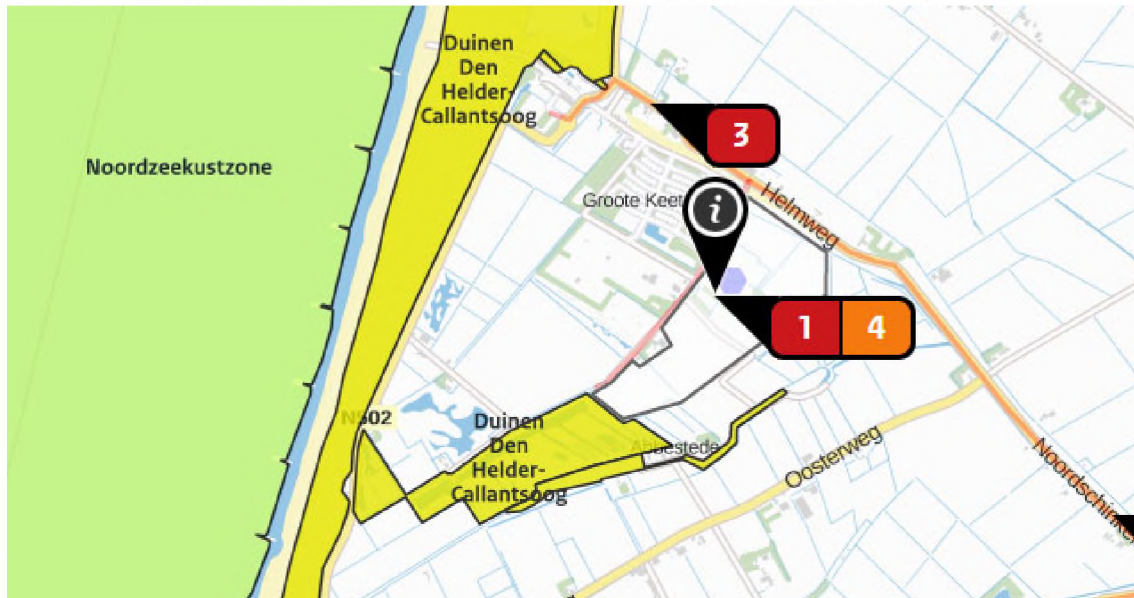 Duinen
Den
Helder-
Callantsoog
3
Noordzeekustzone
Groote Keet
i
Helmweg
1 4
N502
Duinen
Den
Helder-
Callantsoog
Abbestede
Oosterweg